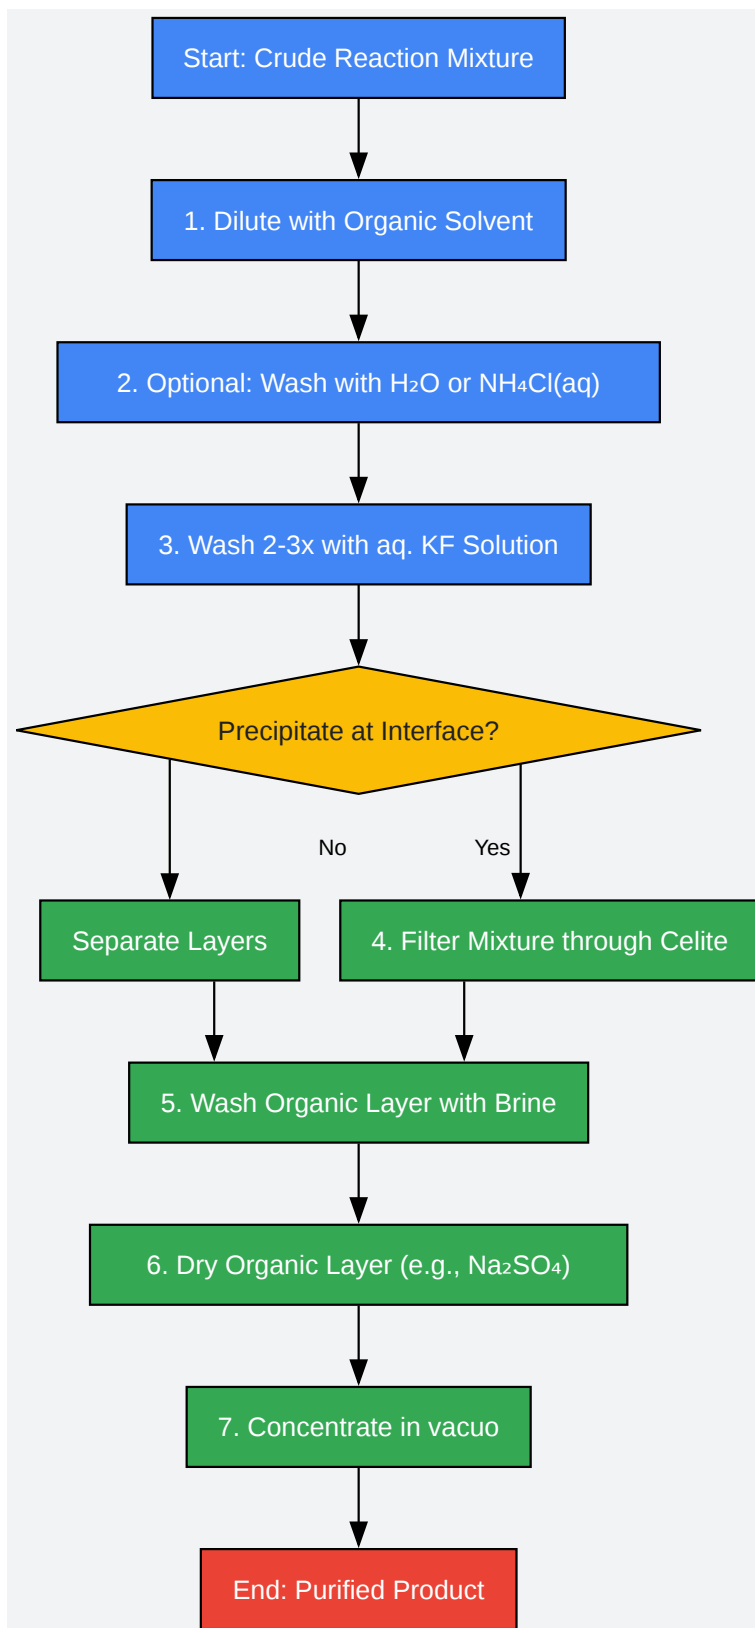 Start: Crude Reaction Mixture
1. Dilute with Organic Solvent
2. Optional: Wash with H₂O or NH₄Cl(aq)
3. Wash 2-3x with aq. KF Solution
Precipitate at Interface?
No
Yes
Separate Layers
4. Filter Mixture through Celite
5. Wash Organic Layer with Brine
6. Dry Organic Layer (e.g., Na₂SO₄)
7. Concentrate in vacuo
End: Purified Product